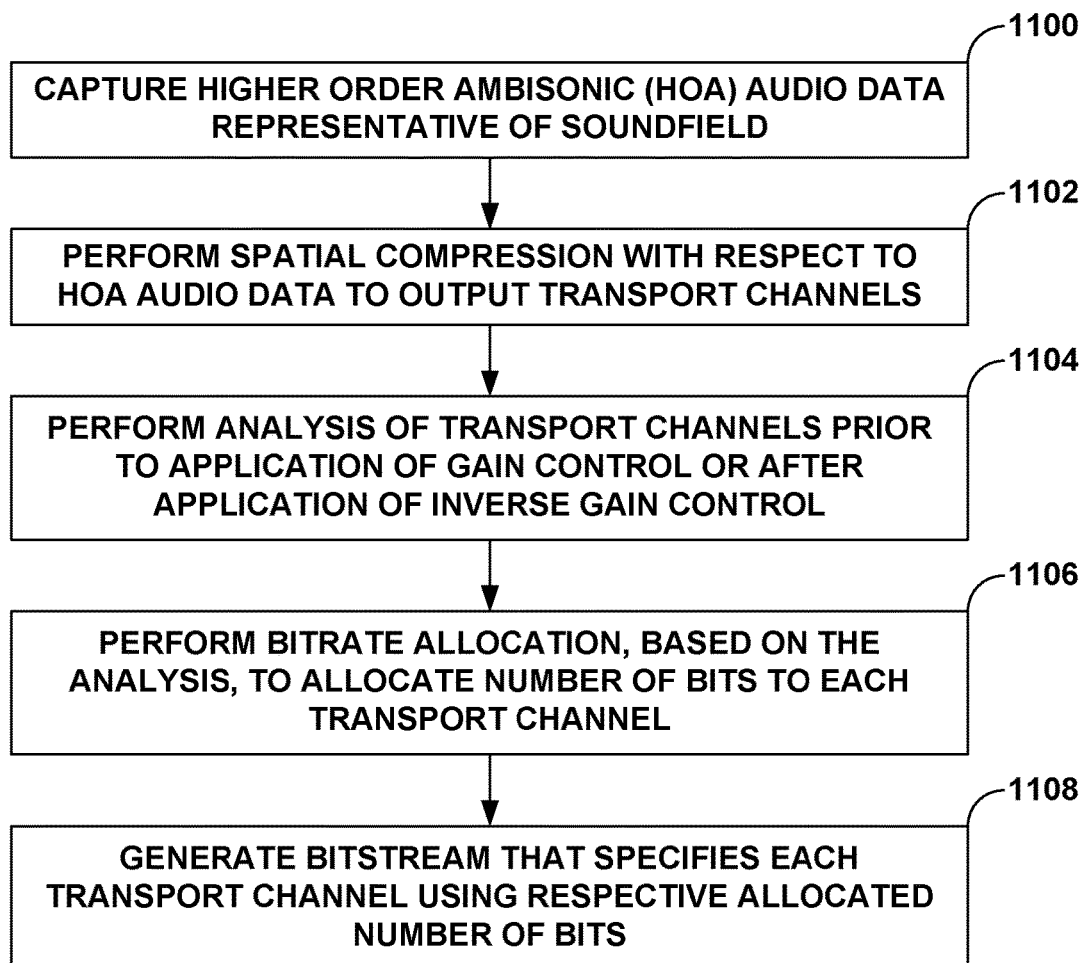 1100
CAPTURE HIGHER ORDER AMBISONIC (HOA) AUDIO DATA
REPRESENTATIVE OF SOUNDFIELD
1102
PERFORM SPATIAL COMPRESSION WITH RESPECT TO
HOA AUDIO DATA TO OUTPUT TRANSPORT CHANNELS
1104
PERFORM ANALYSIS OF TRANSPORT CHANNELS PRIOR
TO APPLICATION OF GAIN CONTROL OR AFTER
APPLICATION OF INVERSE GAIN CONTROL
1106
PERFORM BITRATE ALLOCATION, BASED ON THE
ANALYSIS, TO ALLOCATE NUMBER OF BITS TO EACH
TRANSPORT CHANNEL
1108
GENERATE BITSTREAM THAT SPECIFIES EACH
TRANSPORT CHANNEL USING RESPECTIVE ALLOCATED
NUMBER OF BITS